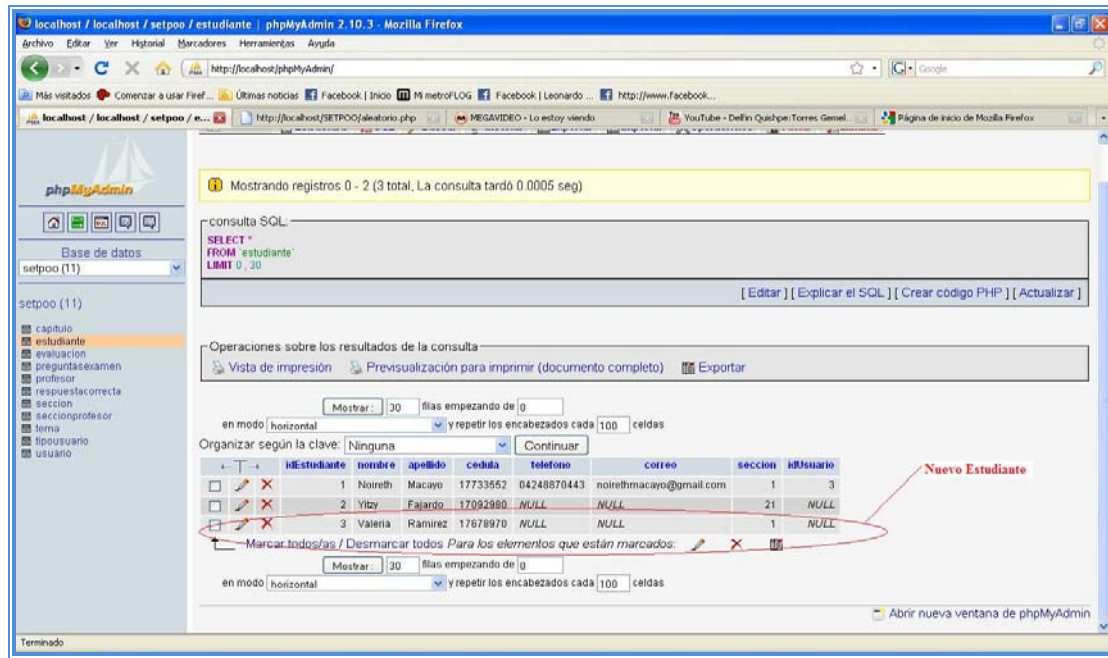 localhost / localhost / setpoo / estudiante | phpMyAdmin 2.10.3 - Mozilla Firefox
Archivo Editar Ver Historial Marcadores Herramientas Ayuda
http://localhost/phpMyAdmin/
Google
Más visitados Comenzar a usar Firef... Últimas noticias Facebook | Inicio Mi metroFLOG Facebook | Leonardo ... http://www.facebook...
localhost / localhost / setpoo / e... http://localhost/SETPOO/aleatorio.php MEGAVIDEO - Lo estoy viendo YouTube - Delfin Quishpe:Torres Gemel... Página de inicio de Mozilla Firefox
phpMyAdmin
Base de datos
setpoo (11)
setpoo (11)
capitulo
estudiante
evaluacion
preguntasexamen
profesor
respuestacorrecta
seccion
seccionprofesor
tema
tipousuario
usuario
Mostrando registros 0 - 2 (3 total, La consulta tardó 0.0005 seg)
consulta SQL:
SELECT *
FROM `estudiante`
LIMIT 0 , 30
[ Editar ] [ Explicar el SQL ] [ Crear código PHP ] [ Actualizar ]
Operaciones sobre los resultados de la consulta
Vista de impresión Previsualización para imprimir (documento completo) Exportar
Mostrar : 30 filas empezando de 0
en modo horizontal y repetir los encabezados cada 100 celdas
Organizar según la clave: Ninguna Continuar
idEstudiante nombre apellido cedula telefono correo seccion idUsuario
1 Noireth Macayo 17733552 04248870443 noirethmacayo@gmail.com 1 3
2 Yitzy Fajardo 17092980 NULL NULL 21 NULL
3 Valeria Ramirez 17678970 NULL NULL 1 NULL
Nuevo Estudiante
Marcar todos/as / Desmarcar todos Para los elementos que están marcados:
Mostrar : 30 filas empezando de 0
en modo horizontal y repetir los encabezados cada 100 celdas
Abrir nueva ventana de phpMyAdmin
Terminado